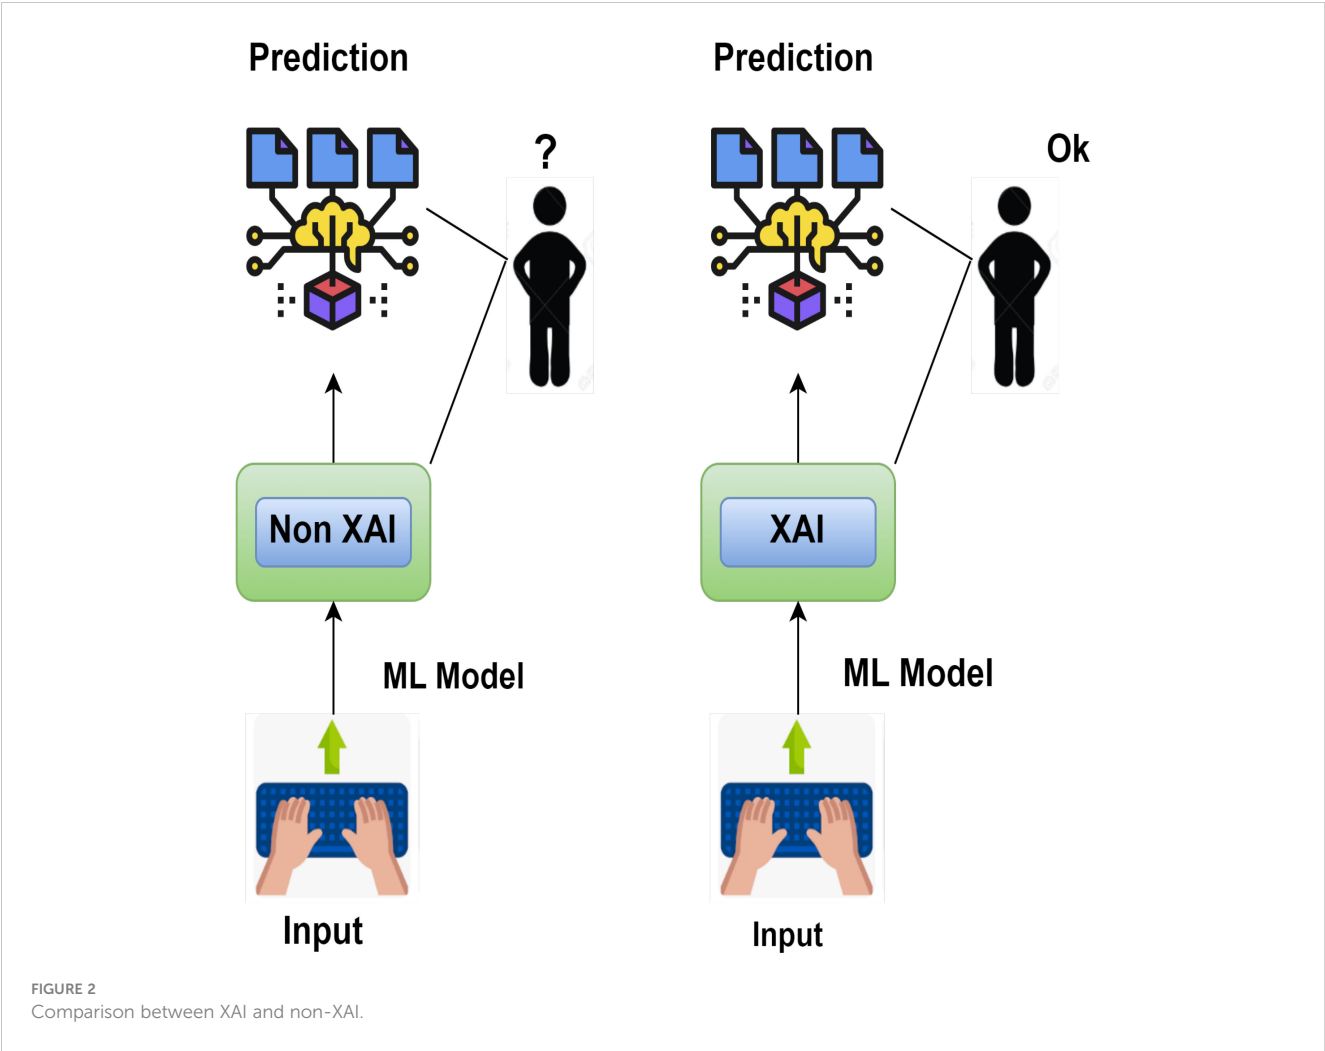 Prediction
Prediction
?
Ok
Non XAI
XAI
ML Model
ML Model
Input
Input
FIGURE 2
Comparison between XAI and non-XAI.